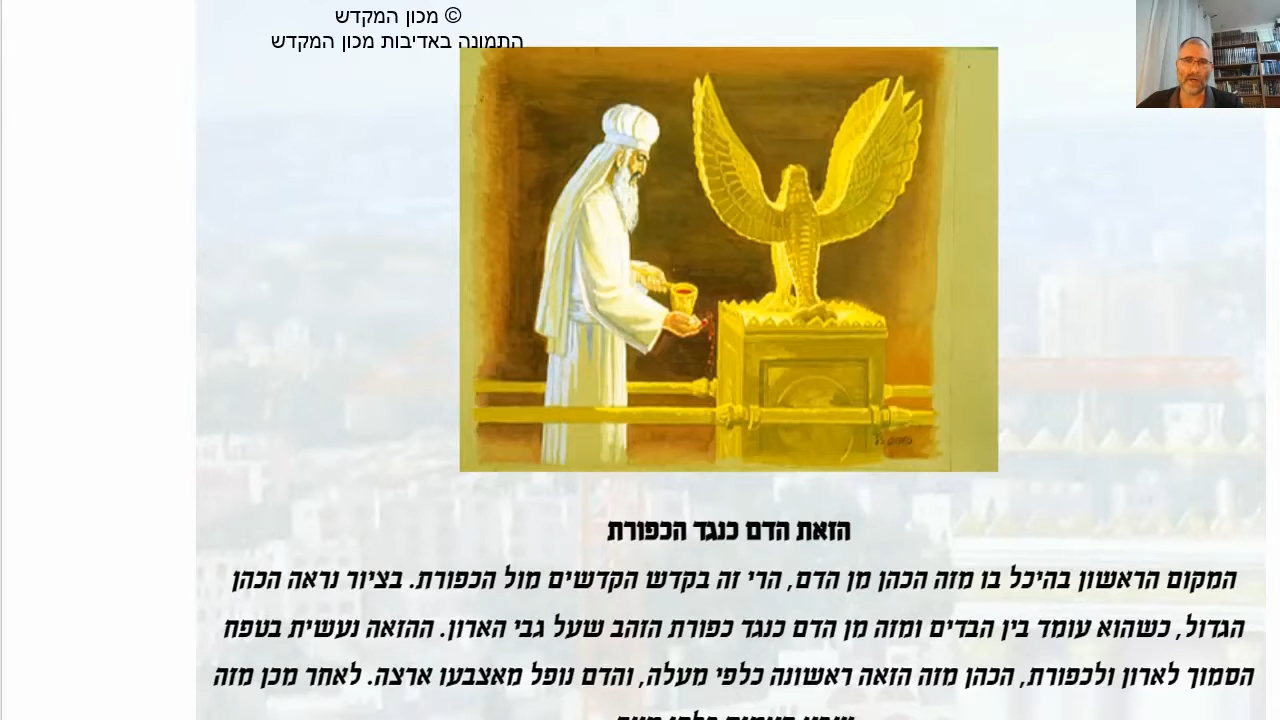 © מכון המקדש
התמונה באדיבות מכון המקדש
הזאת הדם כנגד הכפורת
המקום הראשון בהיכל בו מזה הכהן מן הדם, הרי זה בקדש הקדשים מול הכפורת. בציור נראה הכהן
הגדול, כשהוא עומד בין הבדים ומזה מן הדם כנגד כפורת הזהב שעל גבי הארון. ההזאה נעשית בטפח
הסמוך לארון ולכפורת, הכהן מזה הזאה ראשונה כלפי מעלה, והדם נופל מאצבעו ארצה. לאחר מכן מזה